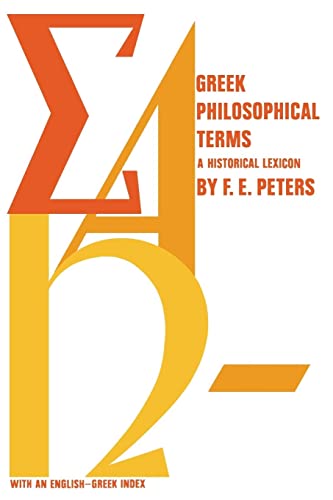 GREEK
PHILOSOPHICAL
TERMS
A HISTORICAL LEXICON
BY F. E. PETERS
WITH AN ENGLISH—GREEK INDEX